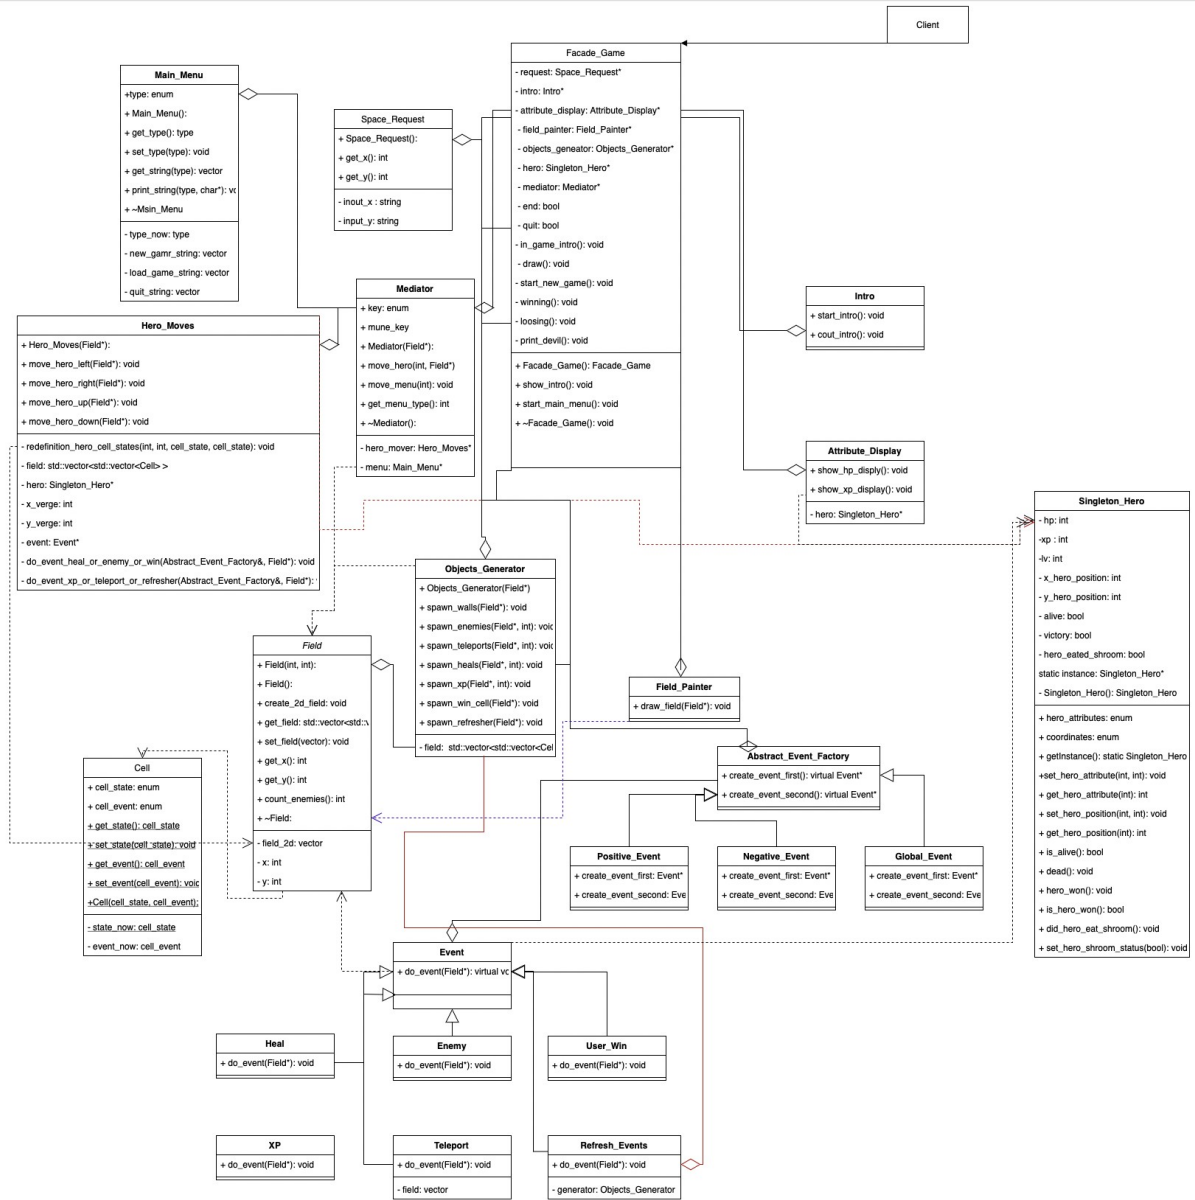 Client
Facade_Game
- request: Space_Request*
- intro: Intro*
- attribute_display: Attribute_Display*
- field_painter: Field_Painter*
- objects_geneator: Objects_Generator*
- hero: Singleton_Hero*
- mediator: Mediator*
- end: bool
- quit: bool
- in_game_intro(): void
- draw(): void
- start_new_game(): void
- winning(): void
- loosing(): void
- print_devil(): void
+ Facade_Game(): Facade_Game
+ show_intro(): void
+ start_main_menu(): void
+ ~Facade_Game(): void
Main_Menu
+type: enum
+ Main_Menu():
+ get_type(): type
+ set_type(type): void
+ get_string(type): vector
+ print_string(type, char*): vc
+ ~Msin_Menu
- type_now: type
- new_gamr_string: vector
- load_game_string: vector
- quit_string: vector
Space_Request
+ Space_Request():
+ get_x(): int
+ get_y(): int
- inout_x : string
- input_y: string
Mediator
+ key: enum
+ mune_key
+ Mediator(Field*):
+ move_hero(int, Field*)
+ move_menu(int): void
+ get_menu_type(): int
+ ~Mediator():
- hero_mover: Hero_Moves*
- menu: Main_Menu*
Hero_Moves
+ Hero_Moves(Field*):
+ move_hero_left(Field*): void
+ move_hero_right(Field*): void
+ move_hero_up(Field*): void
+ move_hero_down(Field*): void
- redefinition_hero_cell_states(int, int, cell_state, cell_state): void
- field: std::vector<std::vector<Cell> >
- hero: Singleton_Hero*
- x_verge: int
- y_verge: int
- event: Event*
- do_event_heal_or_enemy_or_win(Abstract_Event_Factory&, Field*): void
- do_event_xp_or_teleport_or_refresher(Abstract_Event_Factory&, Field*):
Intro
+ start_intro(): void
+ cout_intro(): void
Attribute_Display
+ show_hp_disply(): void
+ show_xp_display(): void
- hero: Singleton_Hero*
Singleton_Hero
- hp: int
-xp : int
-lv: int
- x_hero_position: int
- y_hero_position: int
- alive: bool
- victory: bool
- hero_eated_shroom: bool
static instance: Singleton_Hero*
- Singleton_Hero(): Singleton_Hero
+ hero_attributes: enum
+ coordinates: enum
+ getInstance(): static Singleton_Hero
+set_hero_attribute(int, int): void
+ get_hero_attribute(int): int
+ set_hero_position(int, int): void
+ get_hero_position(int): int
+ is_alive(): bool
+ dead(): void
+ hero_won(): void
+ is_hero_won(): bool
+ did_hero_eat_shroom(): void
+ set_hero_shroom_status(bool): void
Objects_Generator
+ Objects_Generator(Field*)
+ spawn_walls(Field*): void
+ spawn_enemies(Field*, int): voic
+ spawn_teleports(Field*, int): voi
+ spawn_heals(Field*, int): void
+ spawn_xp(Field*, int): void
+ spawn_win_cell(Field*): void
+ spawn_refresher(Field*): void
- field: std::vector<std::vector<Cel
Field
+ Field(int, int):
+ Field():
+ create_2d_field: void
+ get_field: std::vector<std::\
+ set_field(vector): void
+ get_x(): int
+ get_y(): int
+ count_enemies(): int
+ ~Field:
- field_2d: vector
- x: int
- y: int
Field_Painter
+ draw_field(Field*): void
Cell
+ cell_state: enum
+ cell_event: enum
+ get_state(): cell_state
+ set_state(cell_state): void
+ get_event(): cell_event
+ set_event(cell_event): voic
+Cell(cell_state, cell_event):
- state_now: cell_state
- event_now: cell_event
Abstract_Event_Factory
+ create_event_first(): virtual Event*
+ create_event_second(): virtual Event*
Positive_Event
+ create_event_first: Event*
+ create_event_second: Eve
Negative_Event
+ create_event_first: Event*
+ create_event_second: Eve
Global_Event
+ create_event_first: Event*
+ create_event_second: Eve
Event
+ do_event(Field*): virtual vc
Heal
+ do_event(Field*): void
Enemy
+ do_event(Field*): void
User_Win
+ do_event(Field*): void
XP
+ do_event(Field*): void
Teleport
+ do_event(Field*): void
- field: vector
Refresh_Events
+ do_event(Field*): void
- generator: Objects_Generator